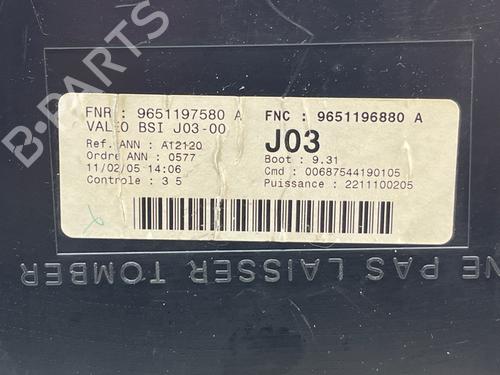 B-PARTS
FNR : 9651197580 A
VALEO BSI J03-00
Ref. ANN : AT2120
Ordre ANN : 0577
11/02/05 14:06
Controle : 3 5
FNC : 9651196880 A
J03
Boot : 9.31
Cmd : 00687544190105
Puissance : 2211100205
NE PAS LAISSER TOMBER